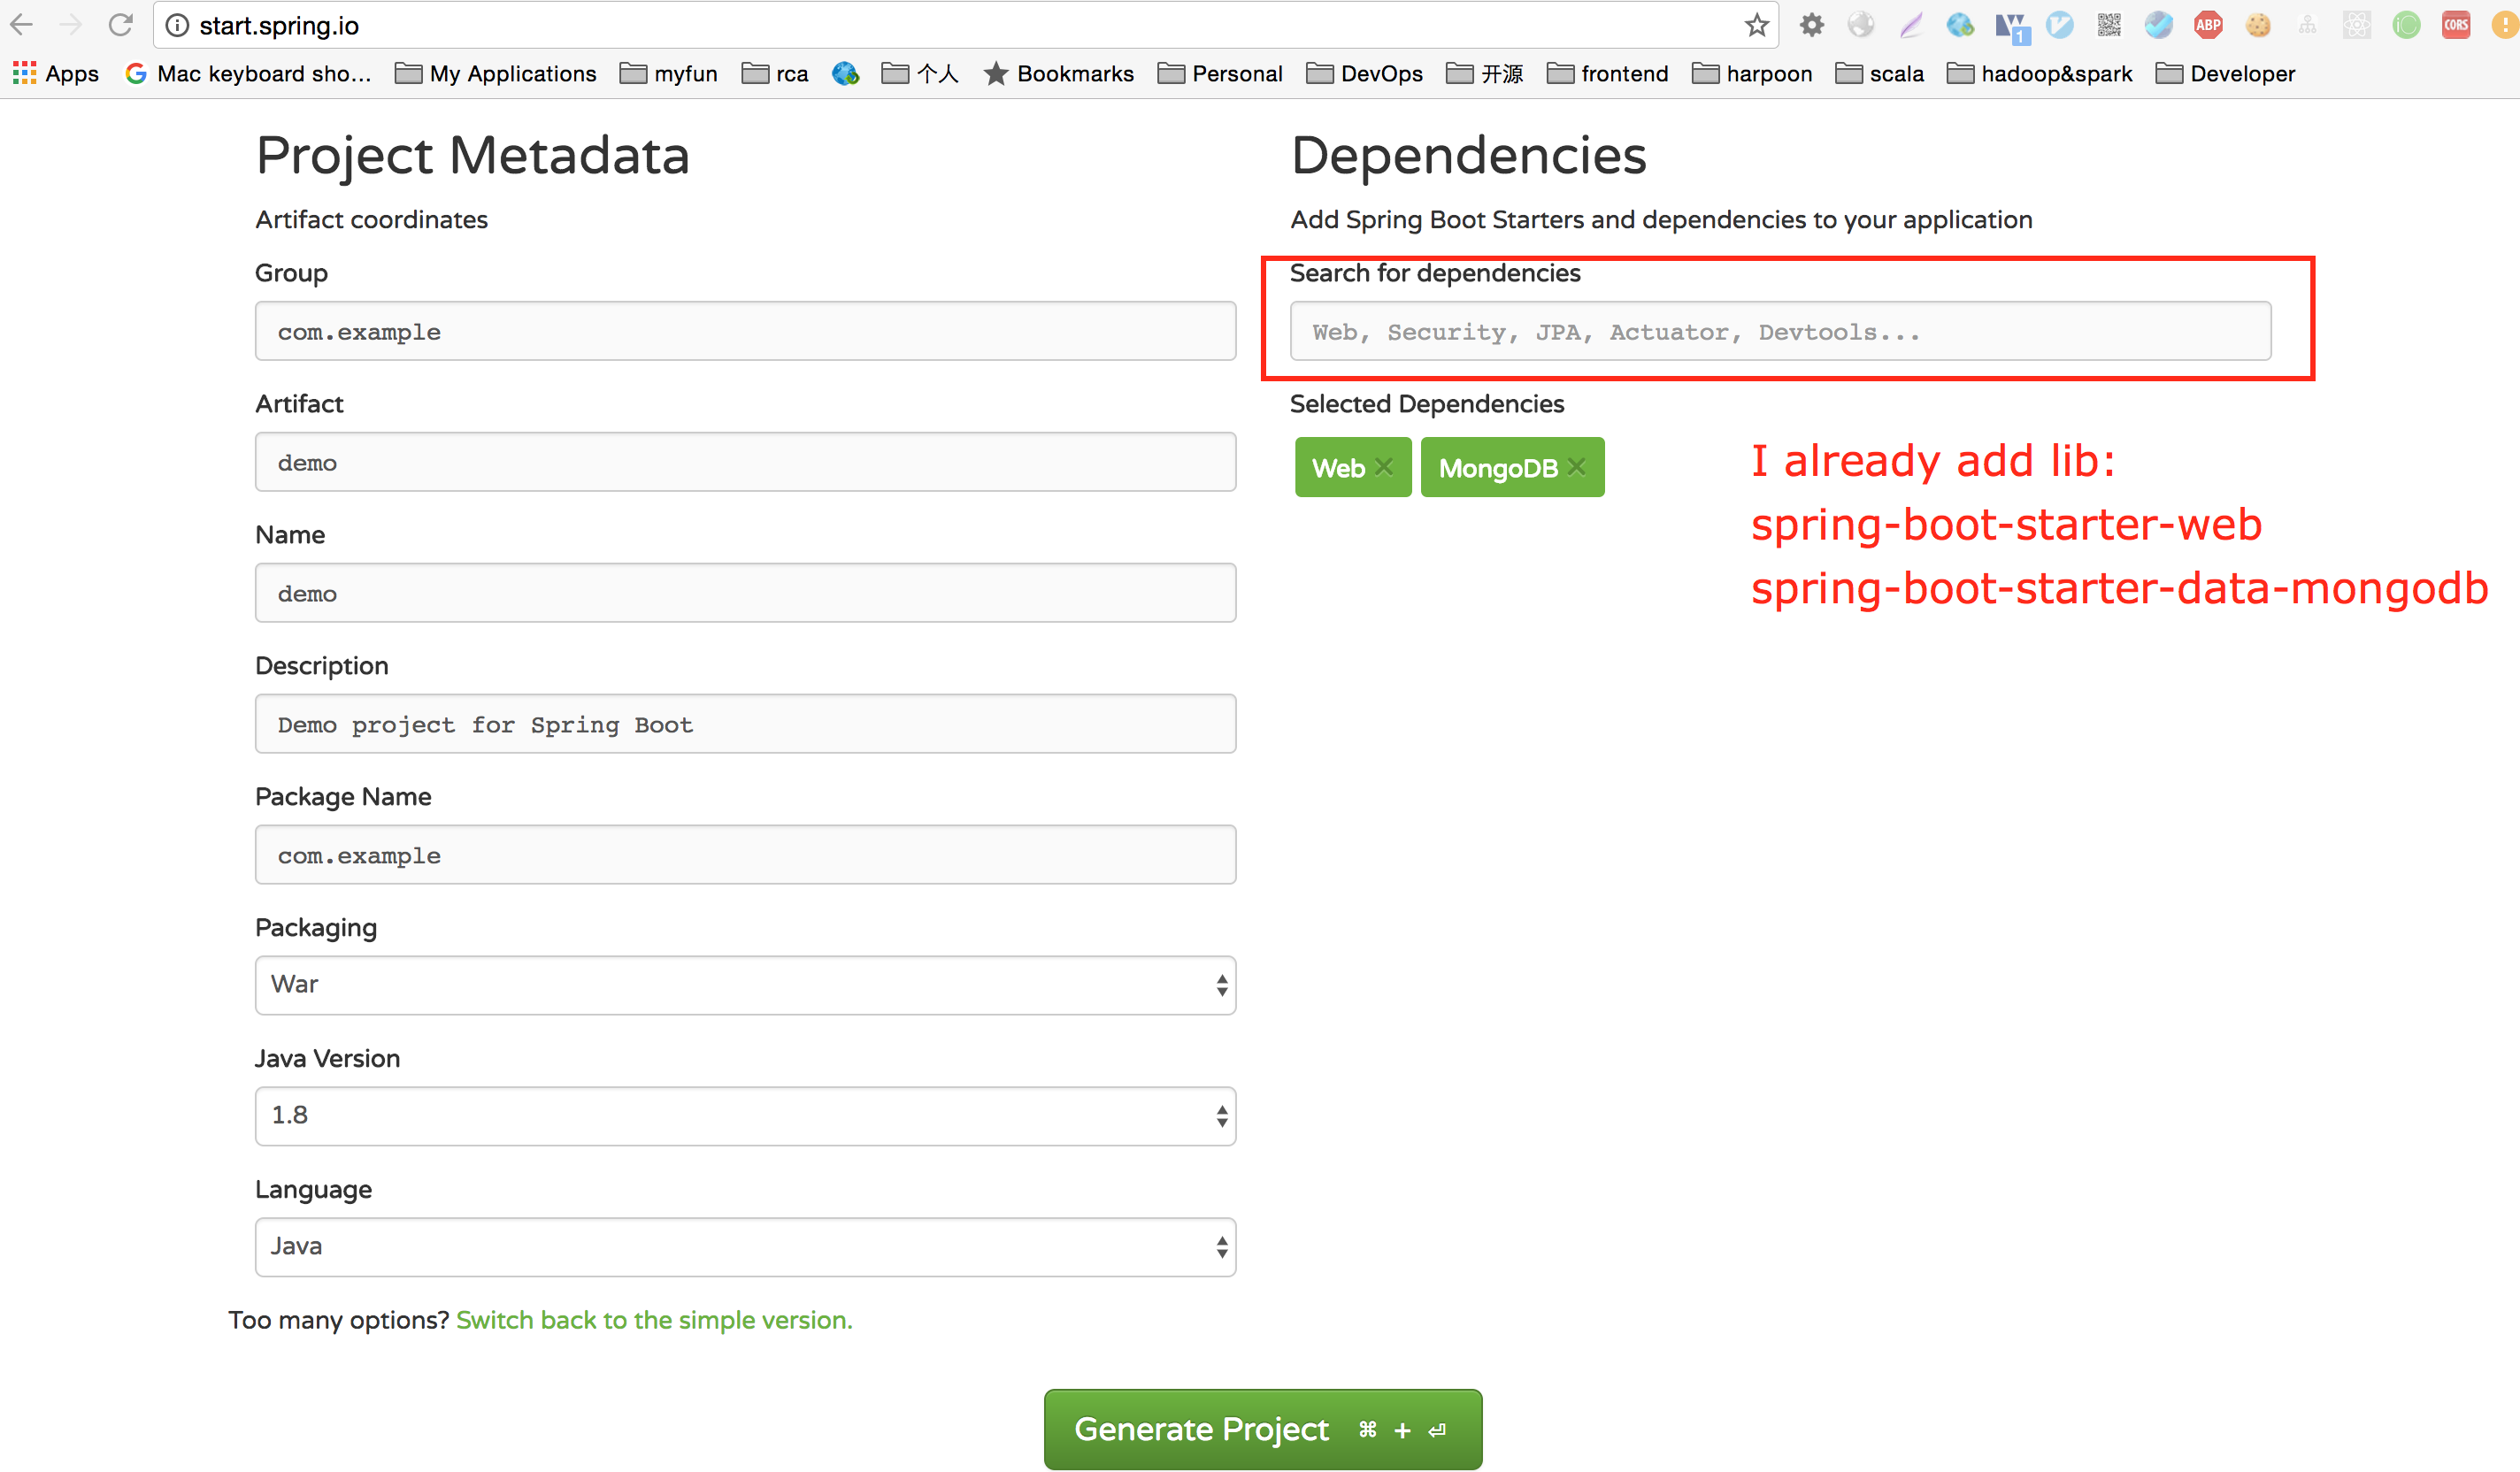 start.spring.io
ABP
CORS
1
Apps
Mac keyboard sho...
My Applications
myfun
rca
个人
Bookmarks
Personal
DevOps
开源
frontend
harpoon
scala
hadoop&spark
Developer
Project Metadata
Artifact coordinates
Group
com.example
Artifact
demo
Name
demo
Description
Demo project for Spring Boot
Package Name
com.example
Packaging
War
Java Version
1.8
Language
Java
Too many options? Switch back to the simple version.
Dependencies
Add Spring Boot Starters and dependencies to your application
Search for dependencies
Web, Security, JPA, Actuator, Devtools...
Selected Dependencies
Web ×
MongoDB ×
I already add lib:
spring-boot-starter-web
spring-boot-starter-data-mongodb
Generate Project ⌘ + ⏎